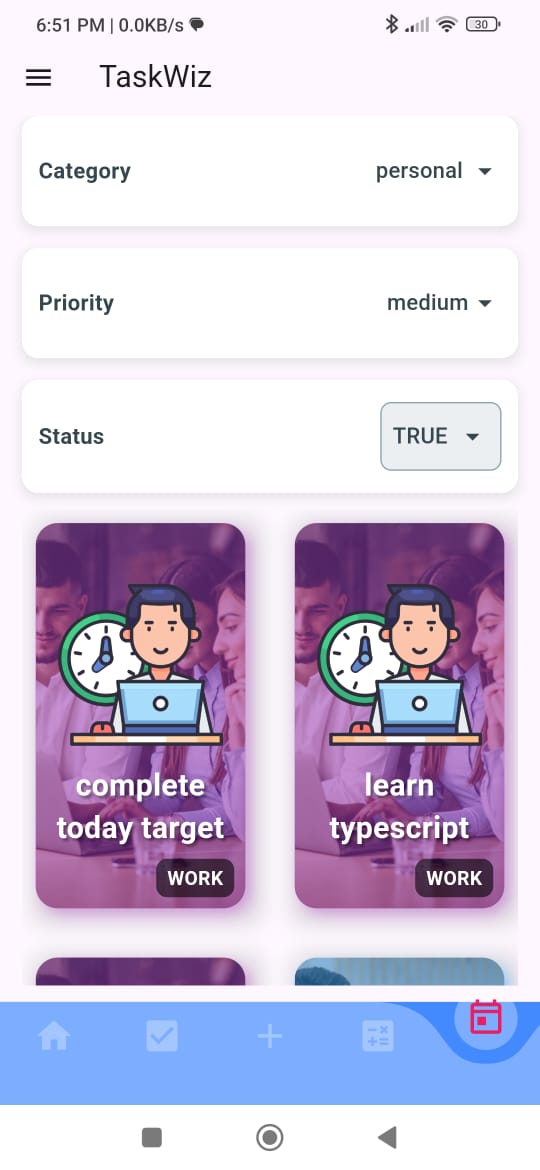 6:51 PM | 0.0KB/s
30
TaskWiz
Category
personal
Priority
medium
Status
TRUE
complete
today target
WORK
learn
typescript
WORK